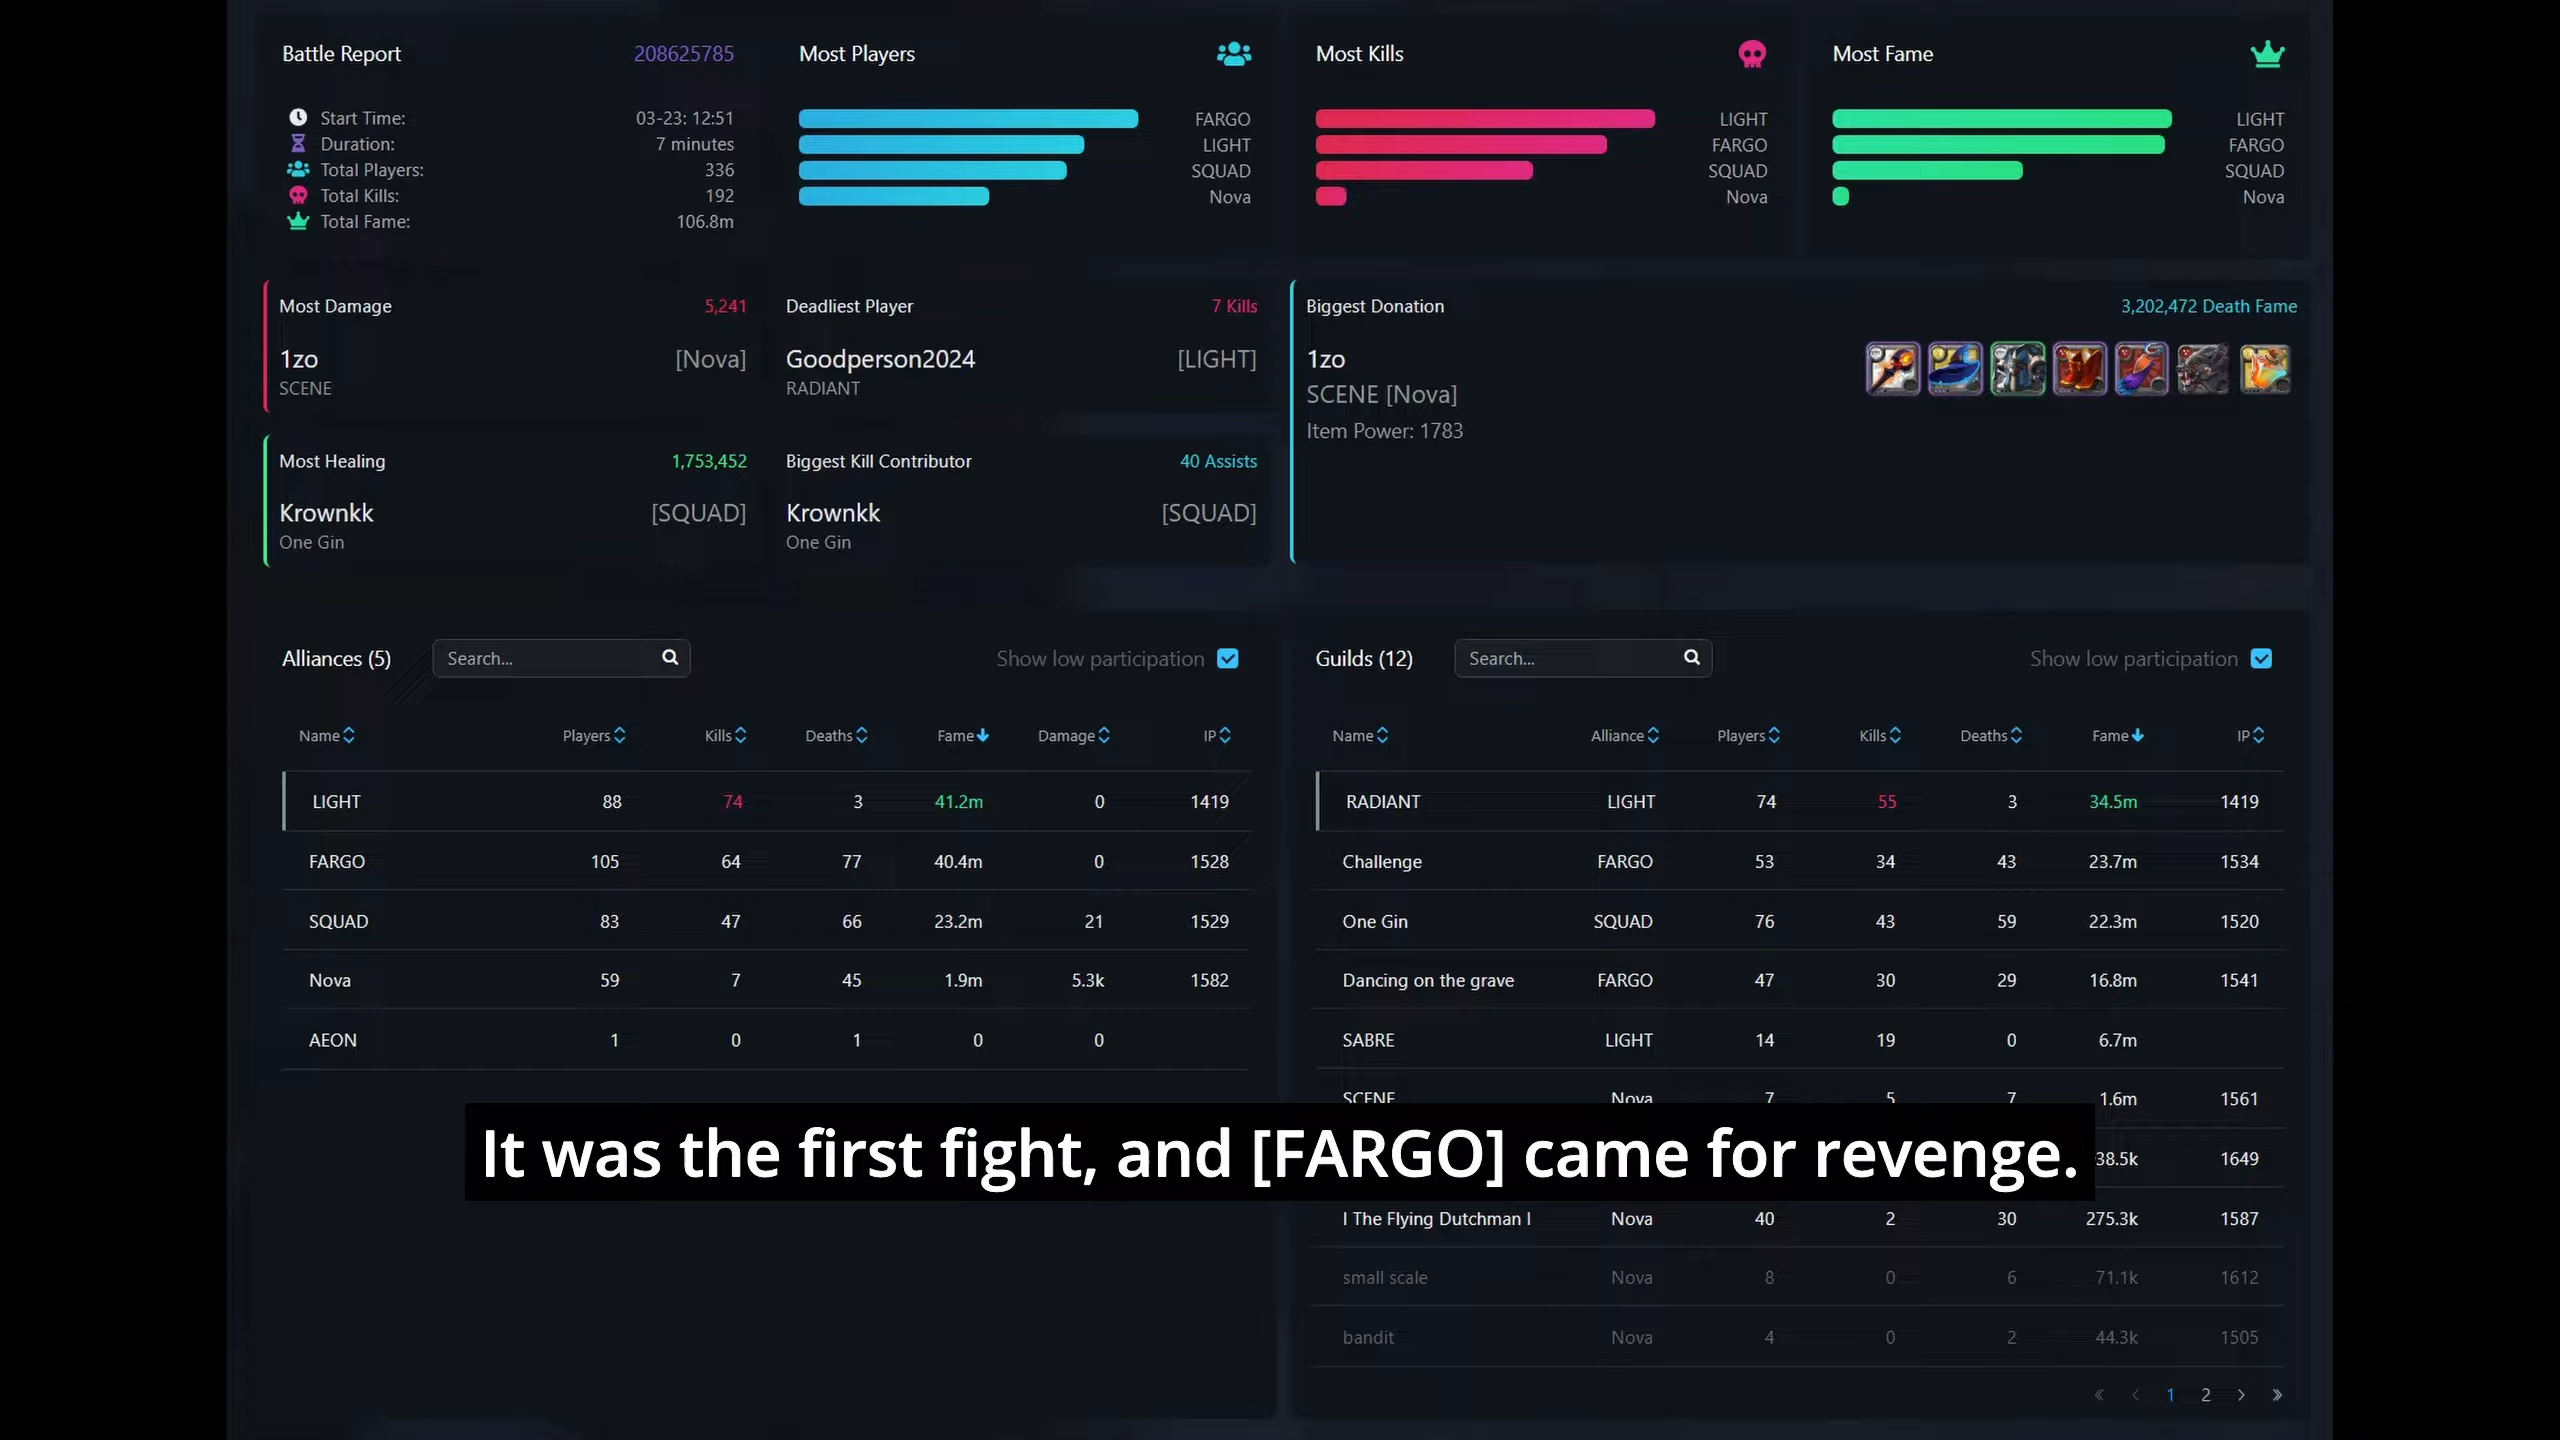 Battle Report 208625785
Start Time: 03-23: 12:51
Duration: 7 minutes
Total Players: 336
Total Kills: 192
Total Fame: 106.8m
Most Players
FARGO
LIGHT
SQUAD
Nova
Most Kills
LIGHT
FARGO
SQUAD
Nova
Most Fame
LIGHT
FARGO
SQUAD
Nova
Most Damage 5,241
1zo [Nova]
SCENE
Deadliest Player 7 Kills
Goodperson2024 [LIGHT]
RADIANT
Biggest Donation 3,202,472 Death Fame
1zo
SCENE [Nova]
Item Power: 1783
Most Healing 1,753,452
Krownkk [SQUAD]
One Gin
Biggest Kill Contributor 40 Assists
Krownkk [SQUAD]
One Gin
Alliances (5) Search... Show low participation
Name Players Kills Deaths Fame Damage IP
LIGHT 88 74 3 41.2m 0 1419
FARGO 105 64 77 40.4m 0 1528
SQUAD 83 47 66 23.2m 21 1529
Nova 59 7 45 1.9m 5.3k 1582
AEON 1 0 1 0 0
Guilds (12) Search... Show low participation
Name Alliance Players Kills Deaths Fame IP
RADIANT LIGHT 74 55 3 34.5m 1419
Challenge FARGO 53 34 43 23.7m 1534
One Gin SQUAD 76 43 59 22.3m 1520
Dancing on the grave FARGO 47 30 29 16.8m 1541
SABRE LIGHT 14 19 0 6.7m
SCENE Nova 7 5 7 1.6m 1561
38.5k 1649
I The Flying Dutchman I Nova 40 2 30 275.3k 1587
small scale Nova 8 0 6 71.1k 1612
bandit Nova 4 0 2 44.3k 1505
« ‹ 1 2 › »
It was the first fight, and [FARGO] came for revenge.